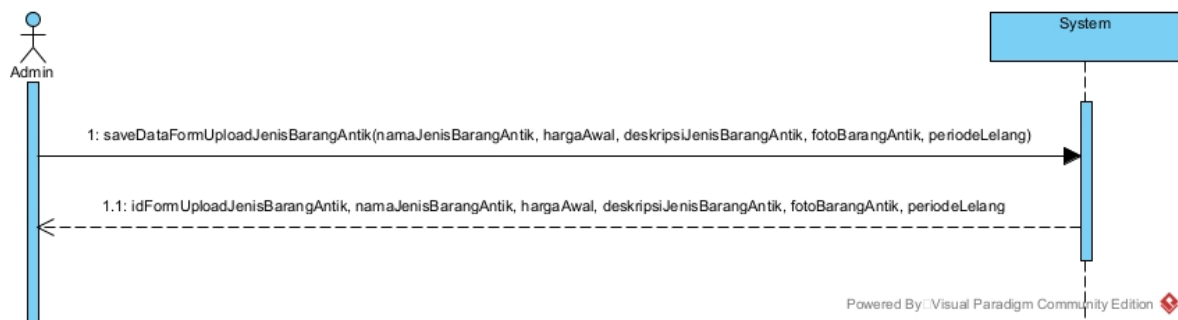 System
Admin
1: saveDataFormUploadJenisBarangAntik(namaJenisBarangAntik, hargaAwal, deskripsiJenisBarangAntik, fotoBarangAntik, periodeLelang)
1.1: idFormUploadJenisBarangAntik, namaJenisBarangAntik, hargaAwal, deskripsiJenisBarangAntik, fotoBarangAntik, periodeLelang
Powered By Visual Paradigm Community Edition